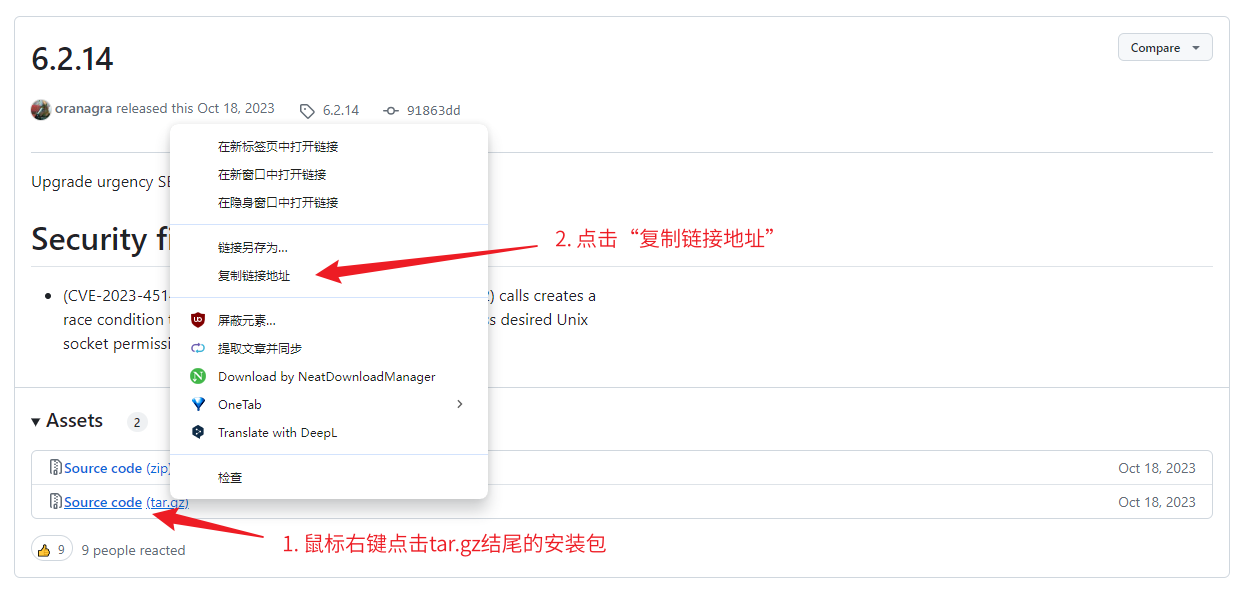 6.2.14
Compare
oranagra released this Oct 18, 2023 6.2.14 91863dd
在新标签页中打开链接
在新窗口中打开链接
在隐身窗口中打开链接
Upgrade urgency
Security
链接另存为...
复制链接地址
2. 点击“复制链接地址”
(CVE-2023-451 2) calls creates a
race condition s desired Unix
socket permissi
屏蔽元素...
提取文章并同步
Download by NeatDownloadManager
OneTab
Translate with DeepL
检查
Assets 2
Source code (zip) Oct 18, 2023
Source code (tar.gz) Oct 18, 2023
1. 鼠标右键点击tar.gz结尾的安装包
9 9 people reacted